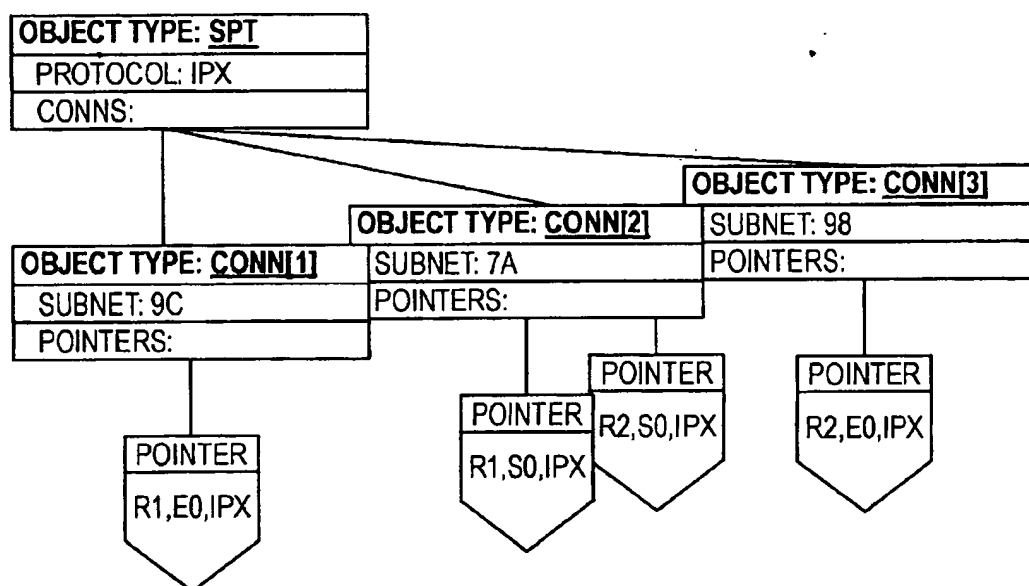 OBJECT TYPE: SPT
PROTOCOL: IPX
CONNS:
OBJECT TYPE: CONN[3]
SUBNET: 98
POINTERS:
OBJECT TYPE: CONN[2]
SUBNET: 7A
POINTERS:
OBJECT TYPE: CONN[1]
SUBNET: 9C
POINTERS:
POINTER
R1,E0,IPX
POINTER
R1,S0,IPX
POINTER
R2,S0,IPX
POINTER
R2,E0,IPX